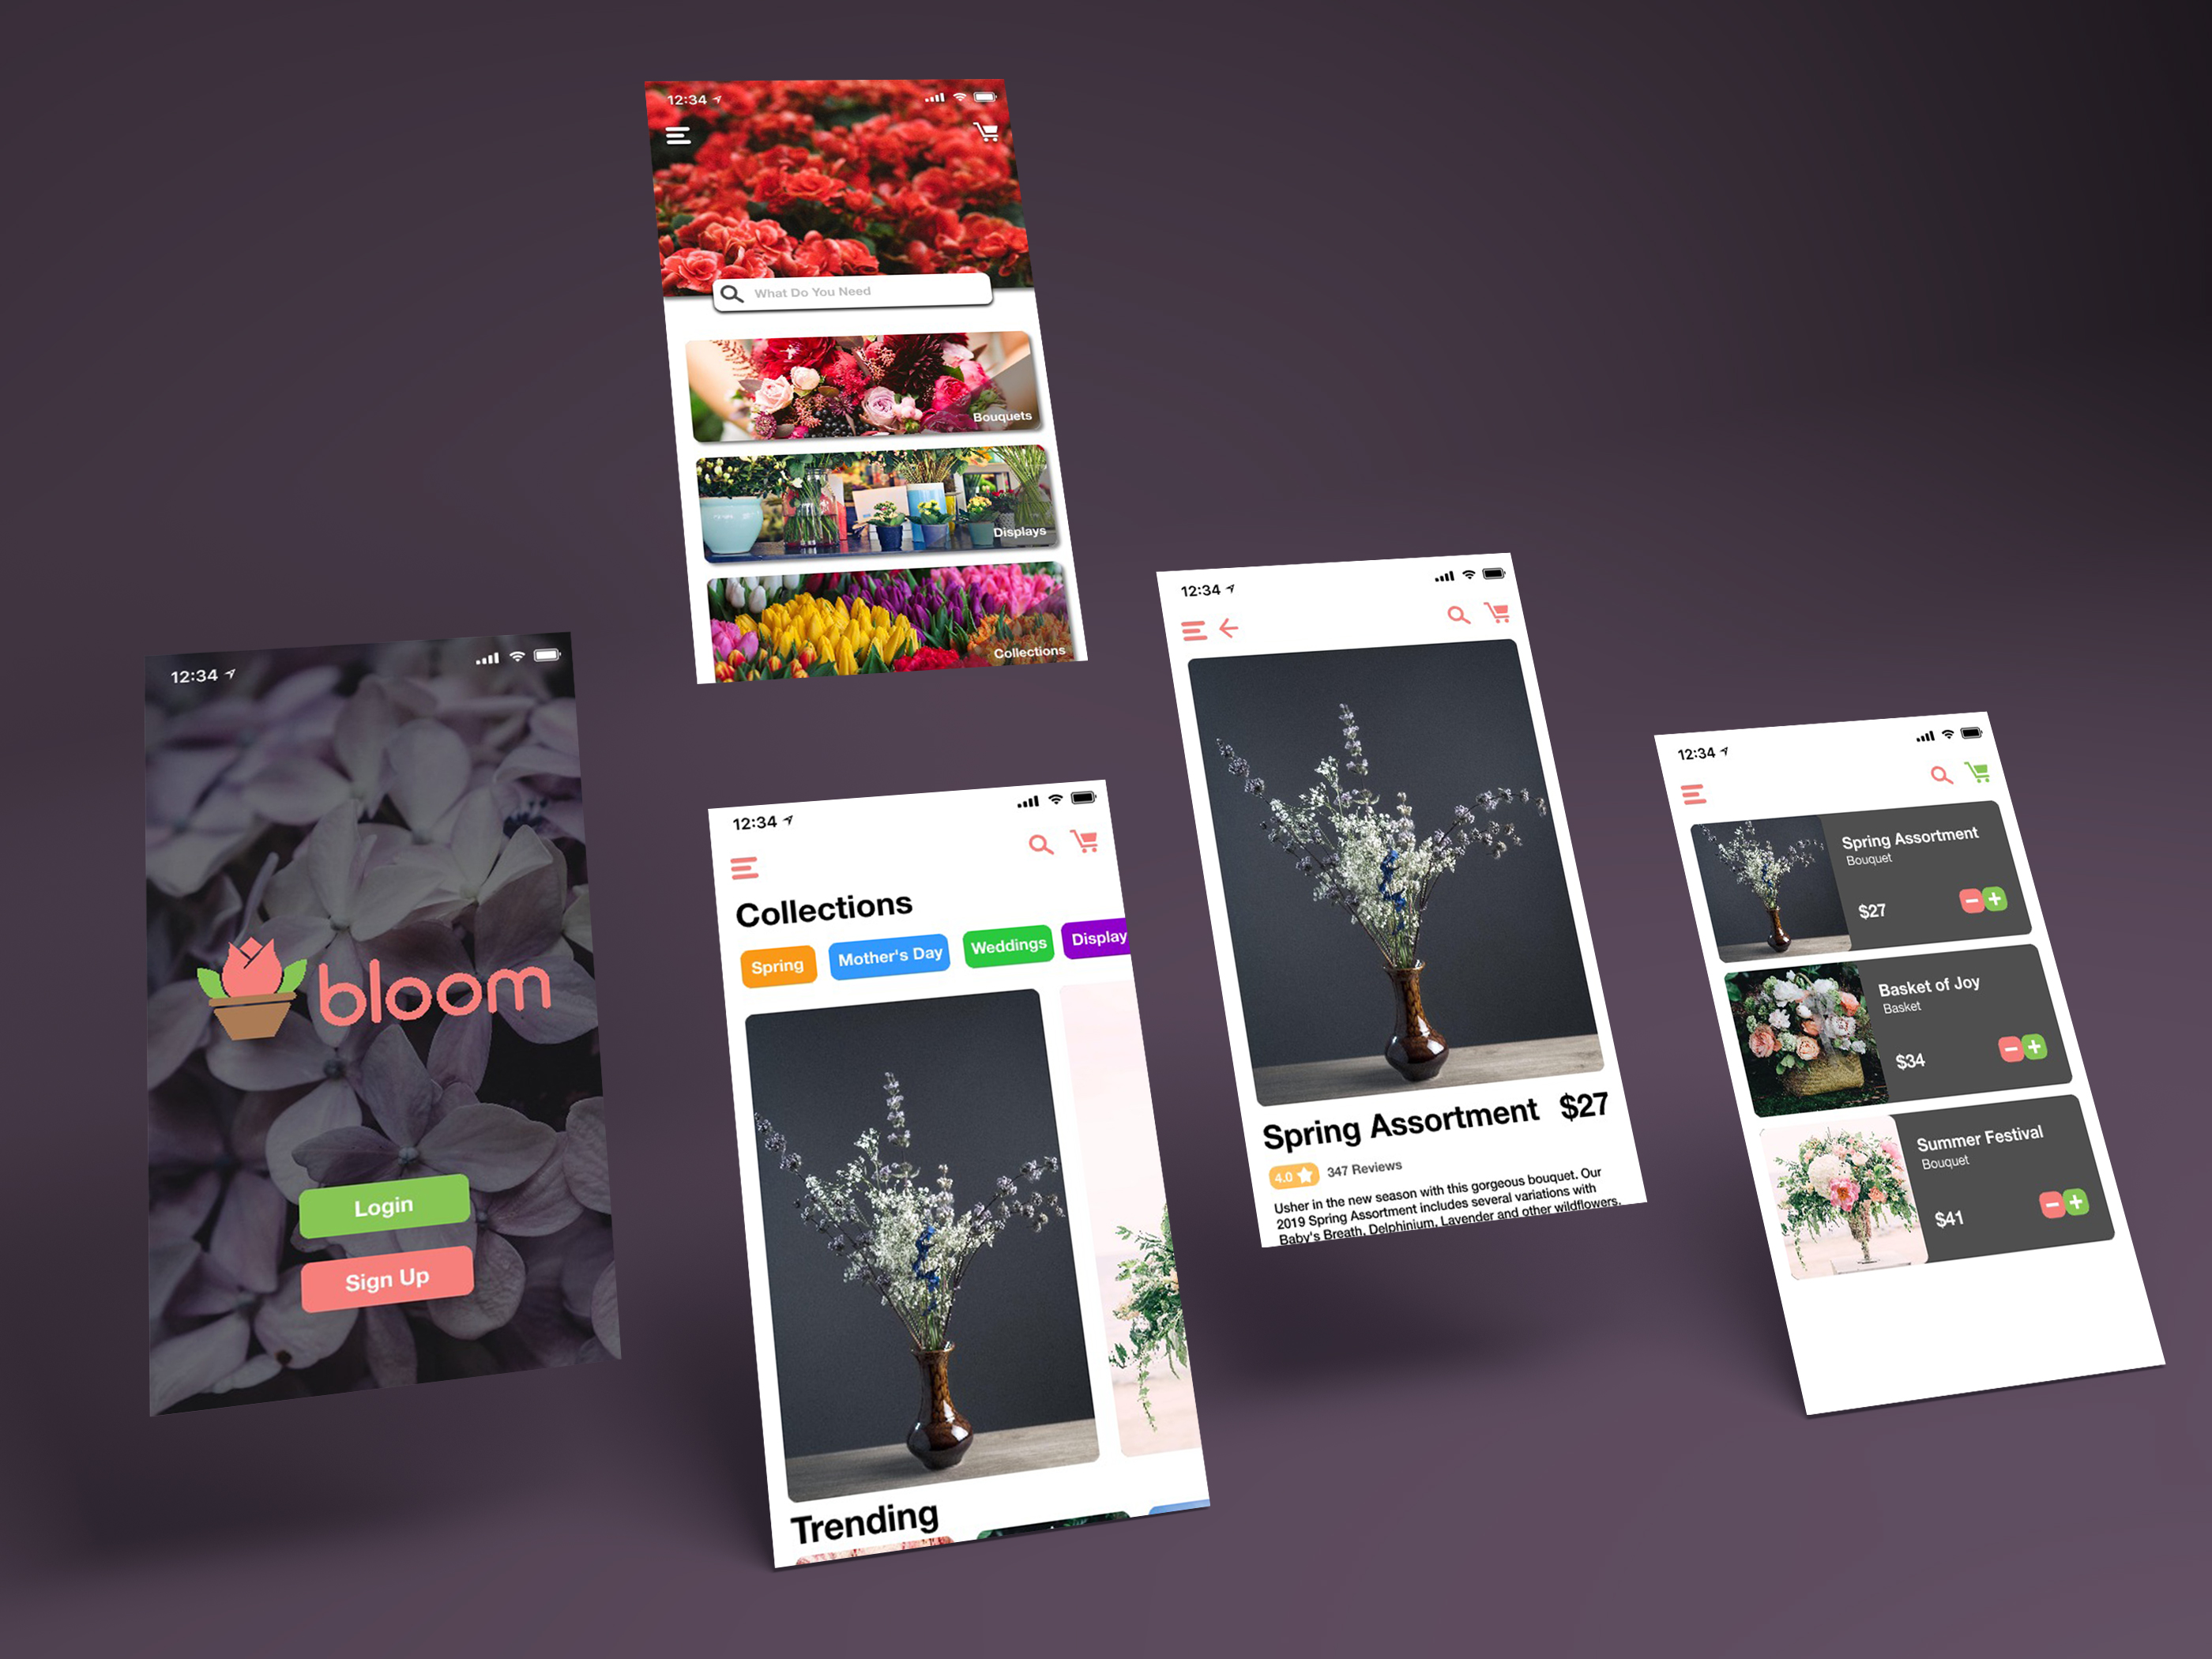 12:34
bloom
Login
Sign Up
12:34
What Do You Need
Bouquets
Displays
Collections
12:34
Collections
Spring
Mother's Day
Weddings
Display
Trending
12:34
Spring Assortment $27
4.0 347 Reviews
Usher in the new season with this gorgeous bouquet. Our
2019 Spring Assortment includes several variations with
Baby's Breath, Delphinium, Lavender and other wildflowers.
12:34
Spring Assortment
Bouquet
$27
Basket of Joy
Basket
$34
Summer Festival
Bouquet
$41